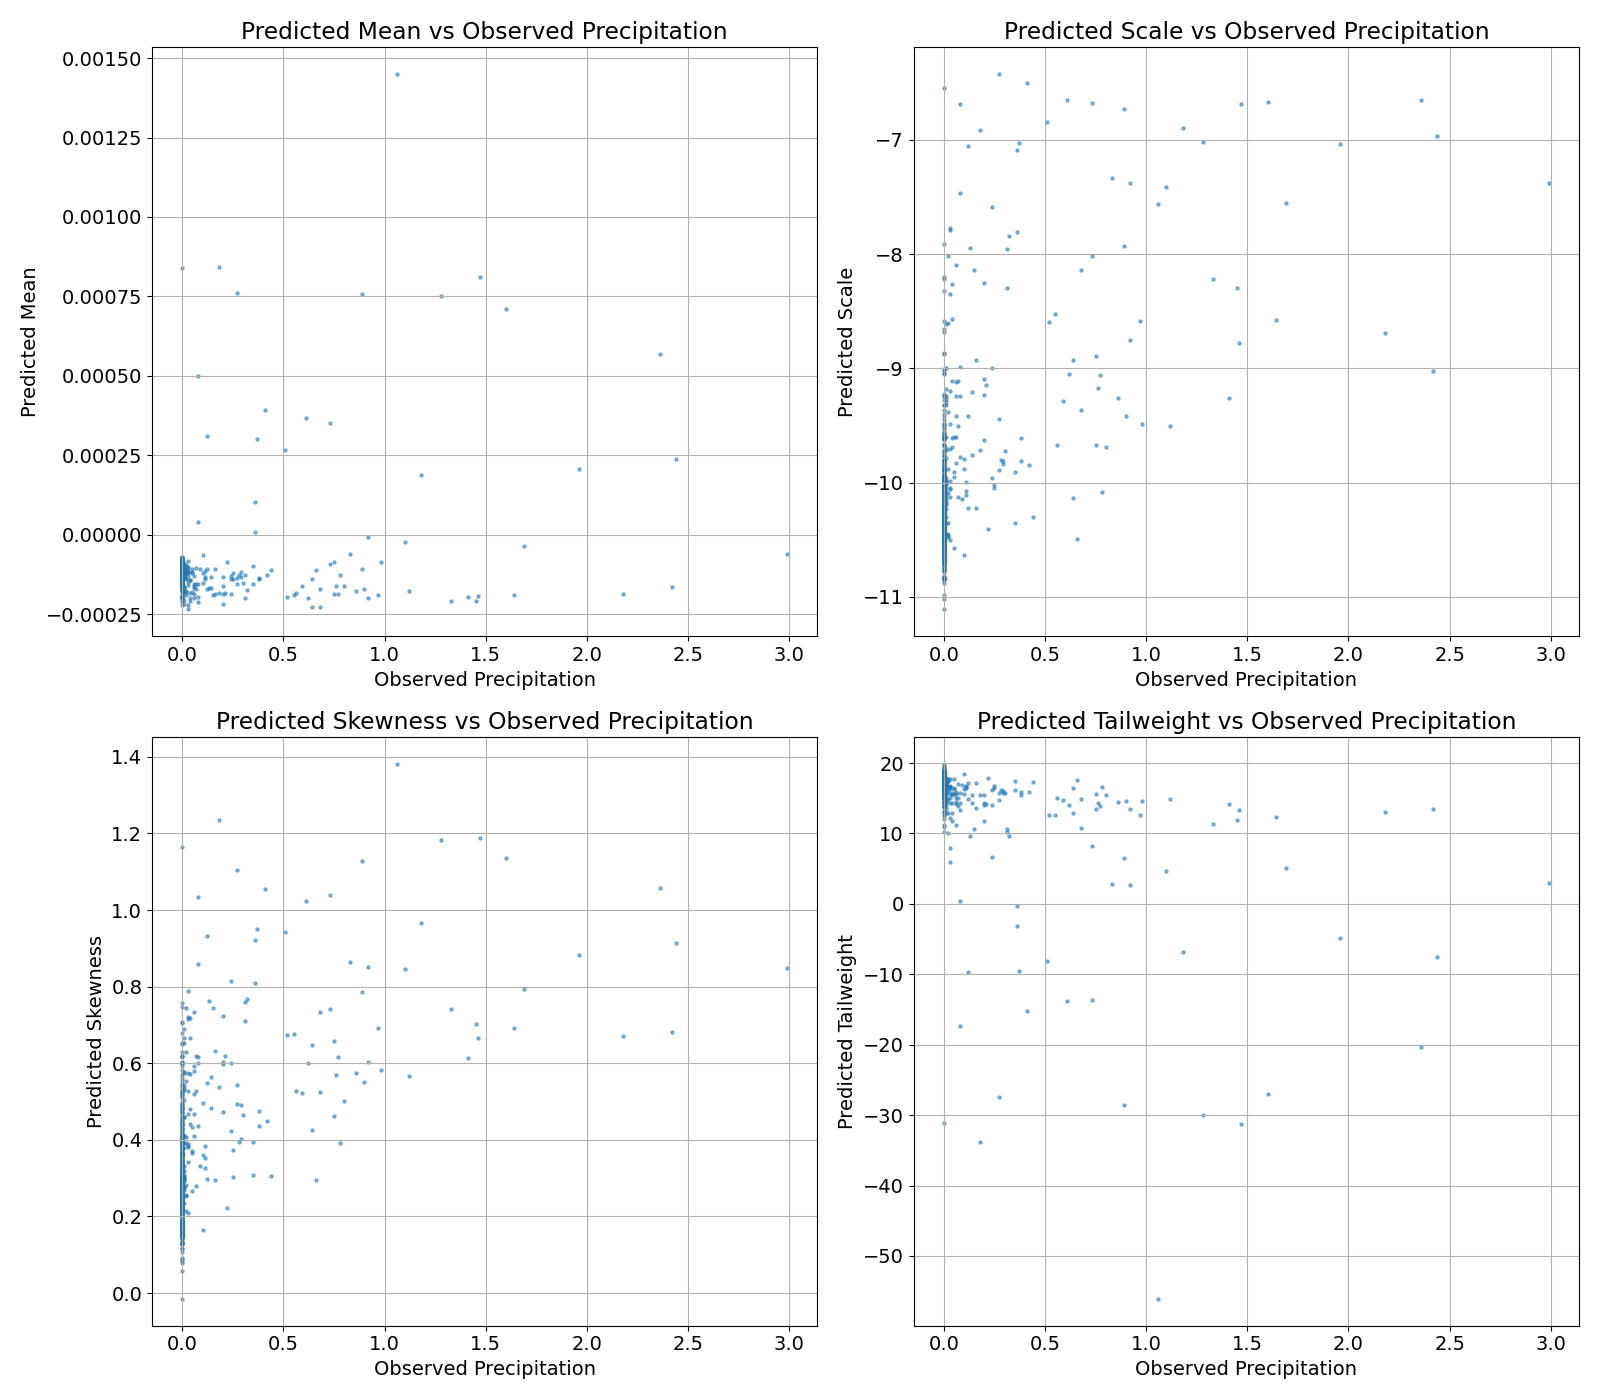 Predicted Mean vs Observed Precipitation
Predicted Mean
0.00150
0.00125
0.00100
0.00075
0.00050
0.00025
0.00000
−0.00025
0.0 0.5 1.0 1.5 2.0 2.5 3.0
Observed Precipitation
Predicted Scale vs Observed Precipitation
Predicted Scale
−7
−8
−9
−10
−11
0.0 0.5 1.0 1.5 2.0 2.5 3.0
Observed Precipitation
Predicted Skewness vs Observed Precipitation
Predicted Skewness
1.4
1.2
1.0
0.8
0.6
0.4
0.2
0.0
0.0 0.5 1.0 1.5 2.0 2.5 3.0
Observed Precipitation
Predicted Tailweight vs Observed Precipitation
Predicted Tailweight
20
10
0
−10
−20
−30
−40
−50
0.0 0.5 1.0 1.5 2.0 2.5 3.0
Observed Precipitation